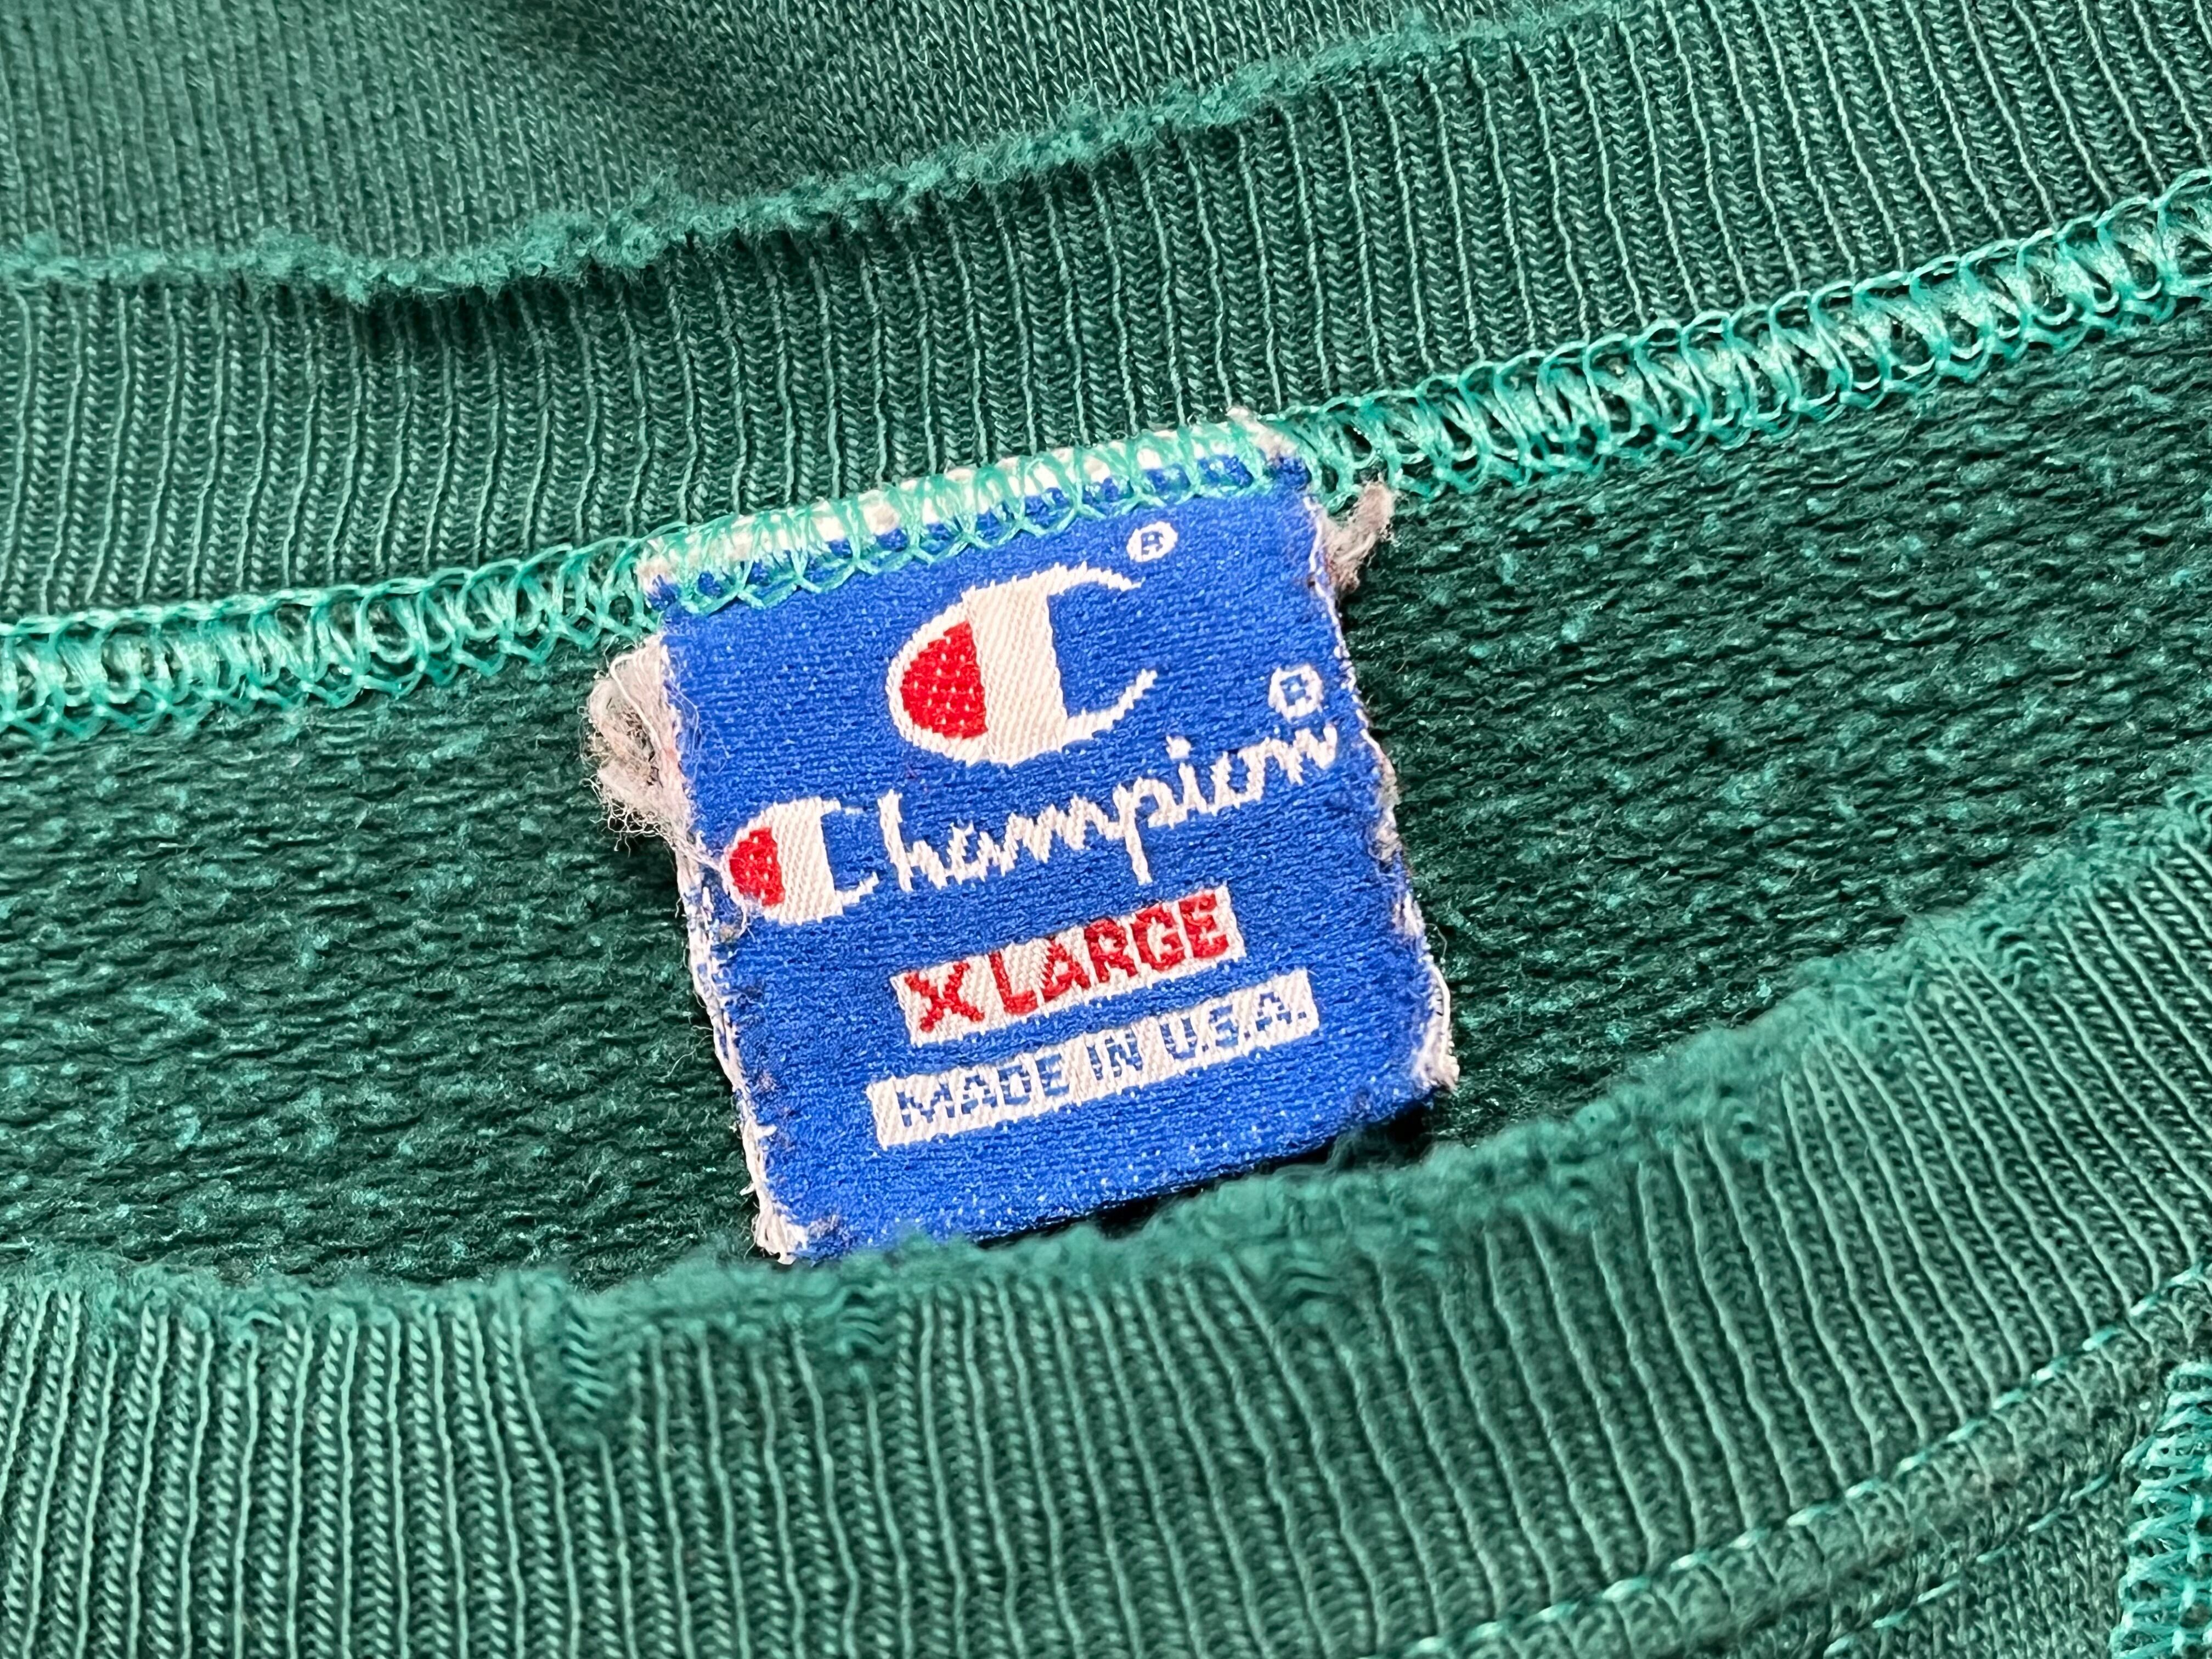 ®
Champion®
X LARGE
MADE IN U.S.A.